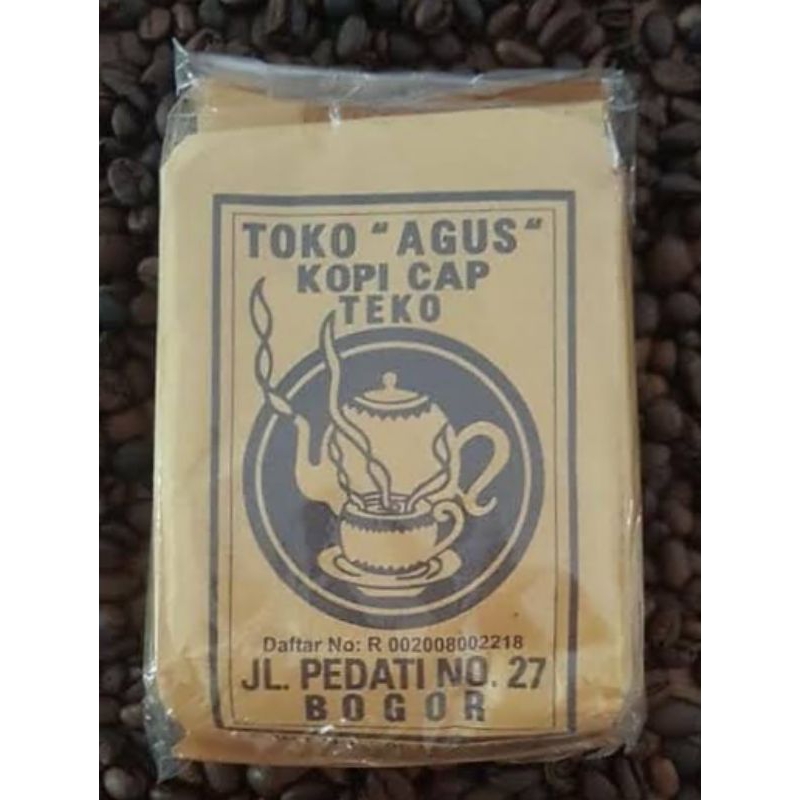 TOKO "AGUS"
KOPI CAP
TEKO
Daftar No: R 002008002218
JL. PEDATI NO. 27
BOGOR